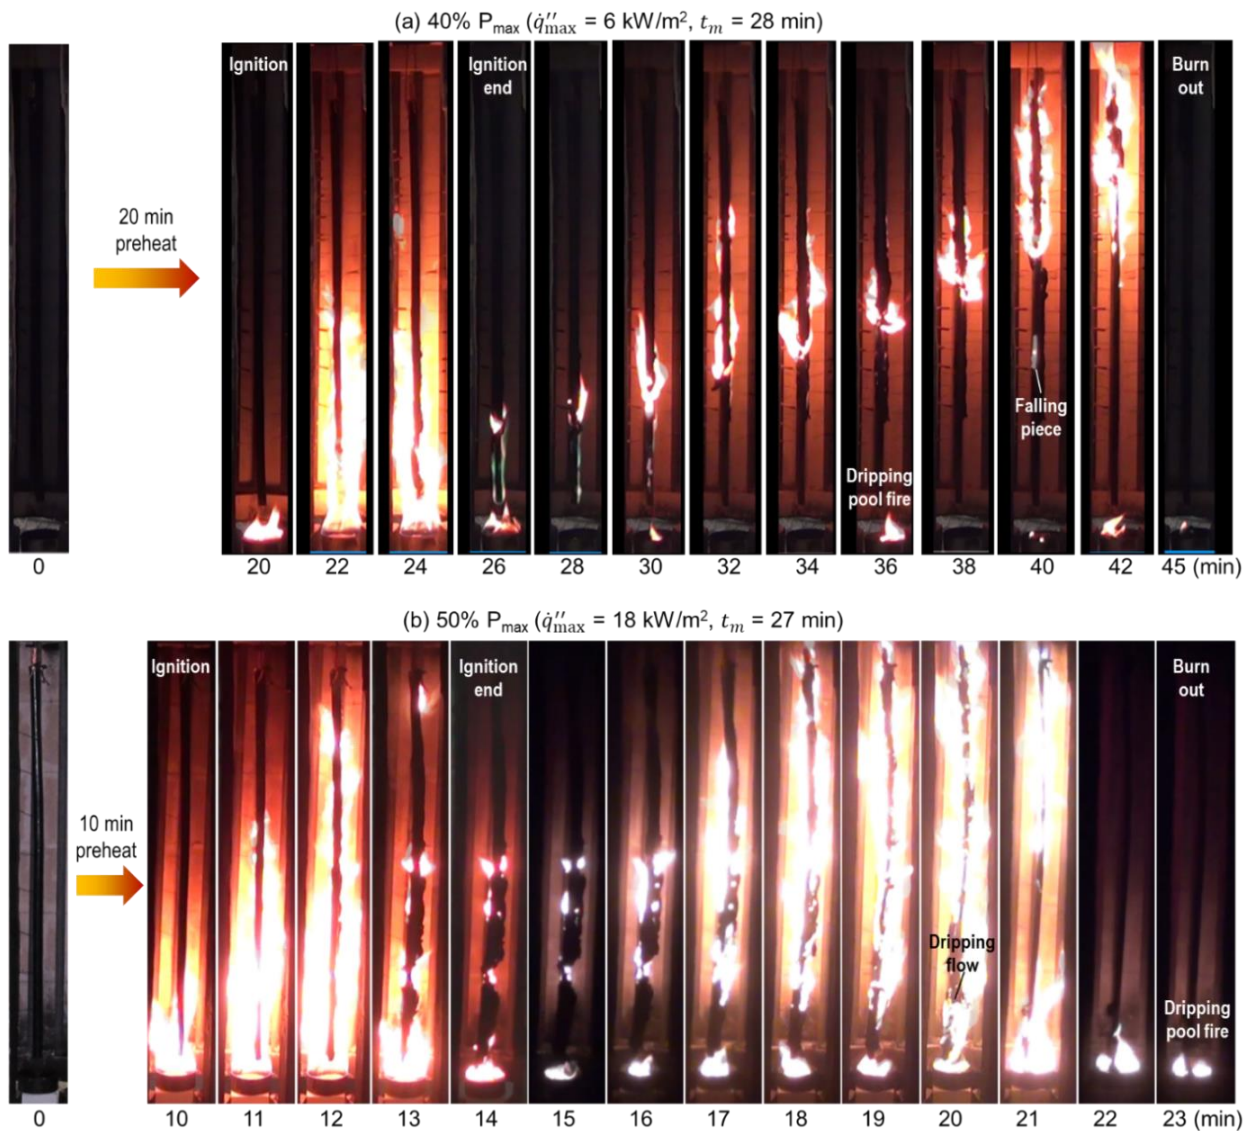 (a) 40% Pmax (q̇″max = 6 kW/m², tm = 28 min)
20 min
preheat
Ignition
Ignition
end
Burn
out
Falling
piece
Dripping
pool fire
0 20 22 24 26 28 30 32 34 36 38 40 42 45 (min)
(b) 50% Pmax (q̇″max = 18 kW/m², tm = 27 min)
10 min
preheat
Ignition
Ignition
end
Burn
out
Dripping
flow
Dripping
pool fire
0 10 11 12 13 14 15 16 17 18 19 20 21 22 23 (min)